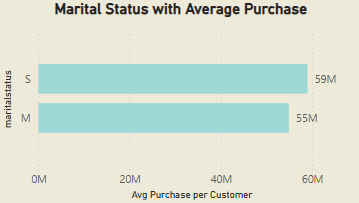 Marital Status with Average Purchase
maritalstatus
S 59M
M 55M
0M 20M 40M 60M
Avg Purchase per Customer